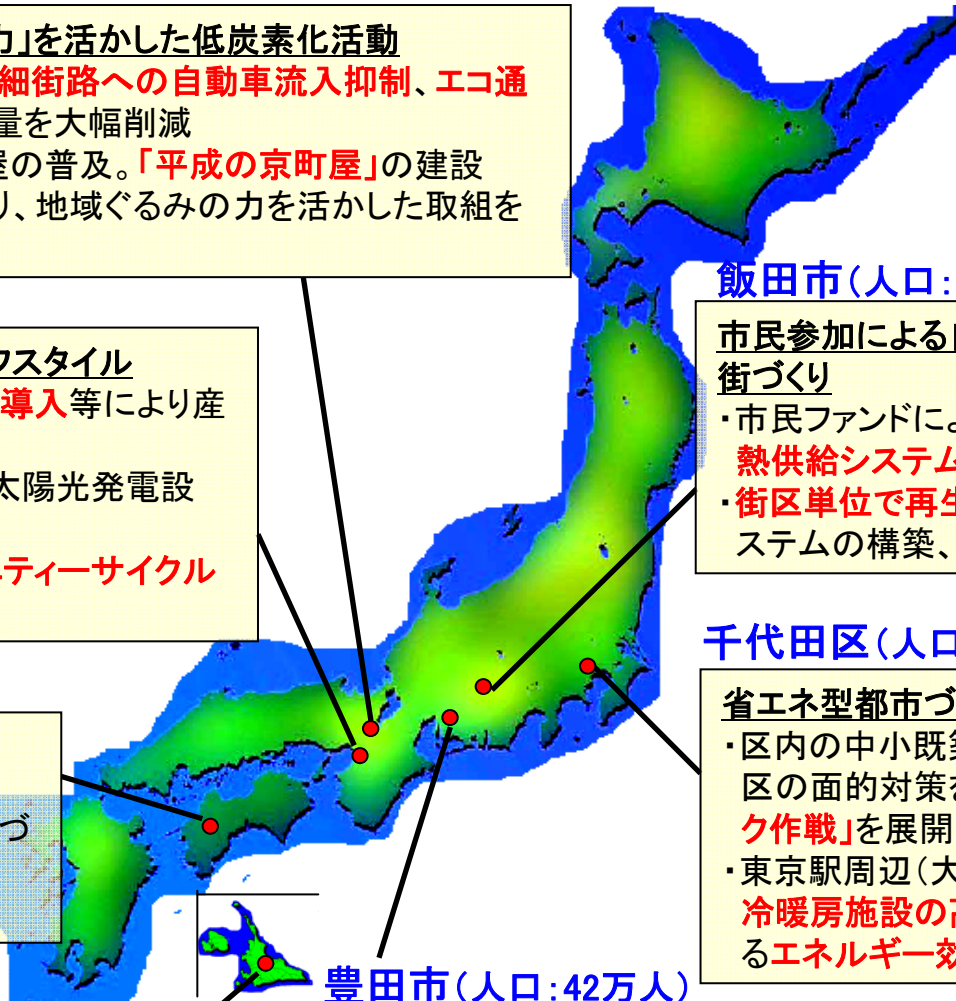 力」を活かした低炭素化活動
細街路への自動車流入抑制、エコ通
量を大幅削減
屋の普及。「平成の京町屋」の建設
り、地域ぐるみの力を活かした取組を
フスタイル
導入等により産
太陽光発電設
ニティーサイクル
づ
飯田市（人口：
市民参加による自
街づくり
・市民ファンドによ
熱供給システム
・街区単位で再生
ステムの構築、
千代田区（人口
省エネ型都市づ
・区内の中小既築
区の面的対策を
ク作戦」を展開
・東京駅周辺（大
冷暖房施設の高
るエネルギー効
豊田市（人口：42万人）